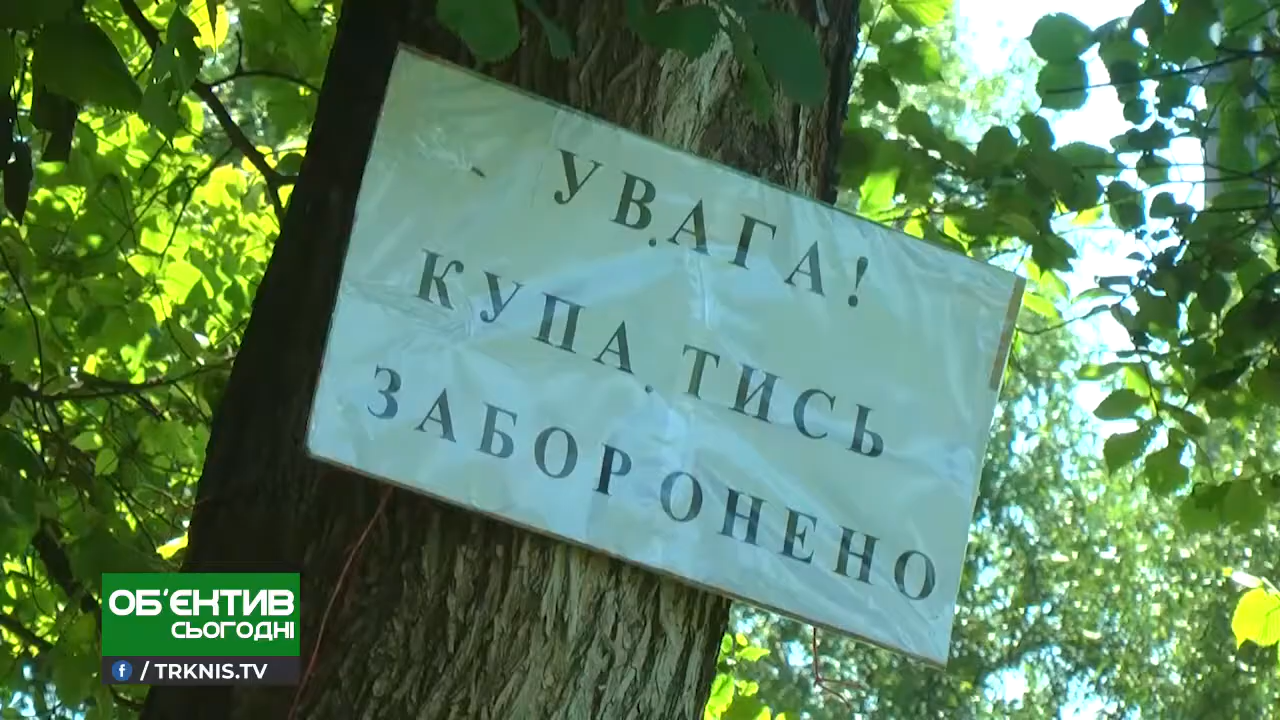 УВАГА!
КУПАТИСЬ
ЗАБОРОНЕНО
ОБ'ЄКТИВ
СЬОГОДНІ
f / TRKNIS.TV